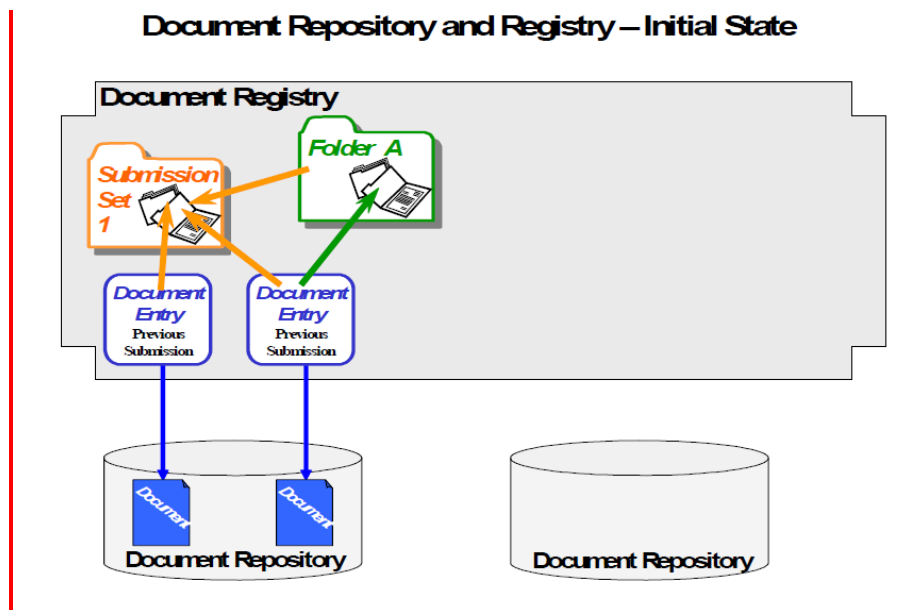 Document Repository and Registry – Initial State
Document Registry
Folder A
Submission
Set
1
Document
Entry
Previous
Submission
Document
Entry
Previous
Submission
Document
Document
Document Repository
Document Repository